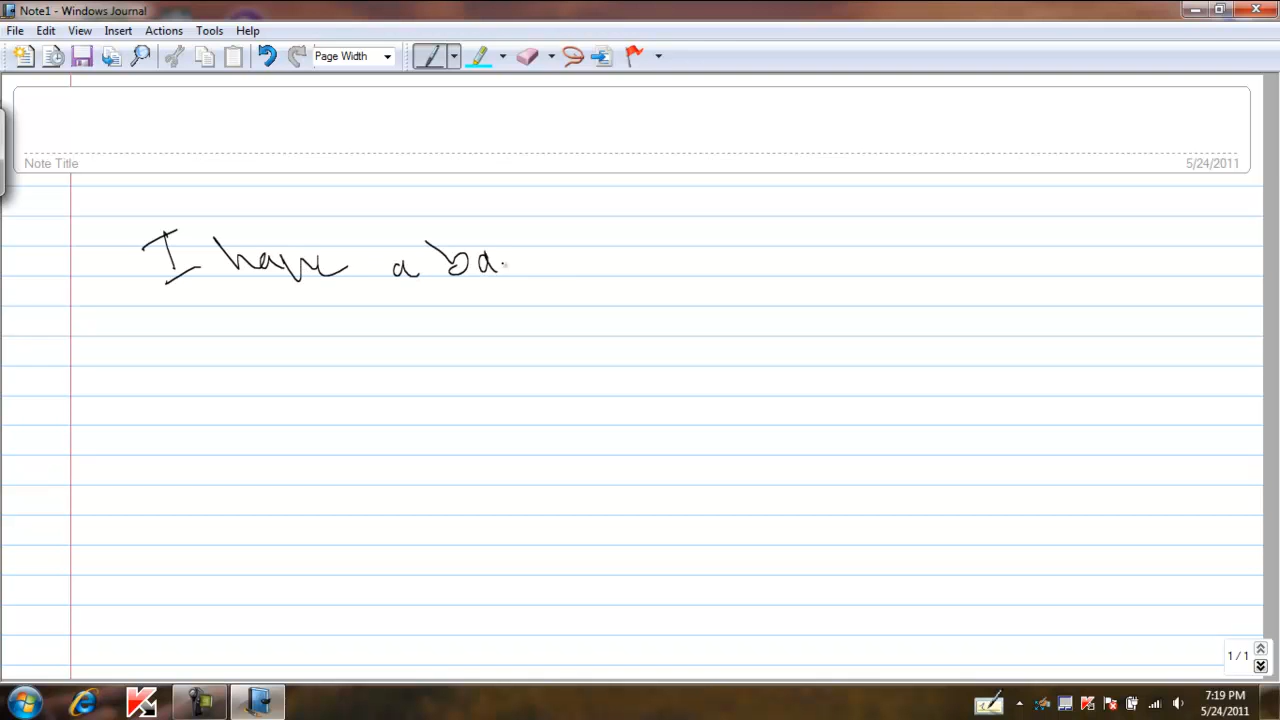 Note1 - Windows Journal
File Edit View Insert Actions Tools Help
Page Width
Note Title 5/24/2011
I have a ba
1 / 1
7:19 PM
5/24/2011